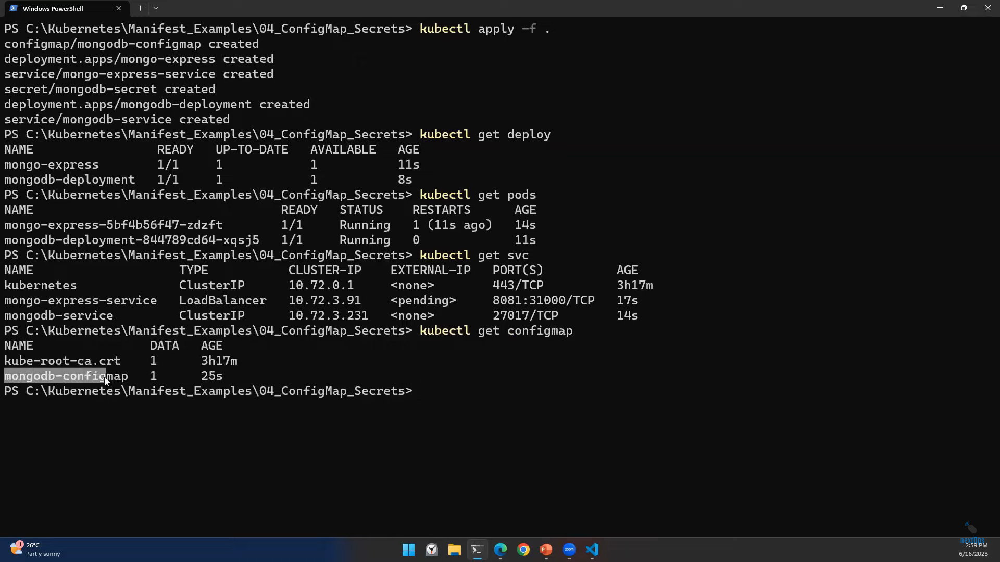 Windows PowerShell
PS C:\Kubernetes\Manifest_Examples\04_ConfigMap_Secrets> kubectl apply -f .
configmap/mongodb-configmap created
deployment.apps/mongo-express created
service/mongo-express-service created
secret/mongodb-secret created
deployment.apps/mongodb-deployment created
service/mongodb-service created
PS C:\Kubernetes\Manifest_Examples\04_ConfigMap_Secrets> kubectl get deploy
NAME READY UP-TO-DATE AVAILABLE AGE
mongo-express 1/1 1 1 11s
mongodb-deployment 1/1 1 1 8s
PS C:\Kubernetes\Manifest_Examples\04_ConfigMap_Secrets> kubectl get pods
NAME READY STATUS RESTARTS AGE
mongo-express-5bf4b56f47-zdzft 1/1 Running 1 (11s ago) 14s
mongodb-deployment-844789cd64-xqsj5 1/1 Running 0 11s
PS C:\Kubernetes\Manifest_Examples\04_ConfigMap_Secrets> kubectl get svc
NAME TYPE CLUSTER-IP EXTERNAL-IP PORT(S) AGE
kubernetes ClusterIP 10.72.0.1 <none> 443/TCP 3h17m
mongo-express-service LoadBalancer 10.72.3.91 <pending> 8081:31000/TCP 17s
mongodb-service ClusterIP 10.72.3.231 <none> 27017/TCP 14s
PS C:\Kubernetes\Manifest_Examples\04_ConfigMap_Secrets> kubectl get configmap
NAME DATA AGE
kube-root-ca.crt 1 3h17m
mongodb-configmap 1 25s
PS C:\Kubernetes\Manifest_Examples\04_ConfigMap_Secrets>
nextOps
1
26°C
Partly sunny
zoom
2:59 PM
6/16/2023